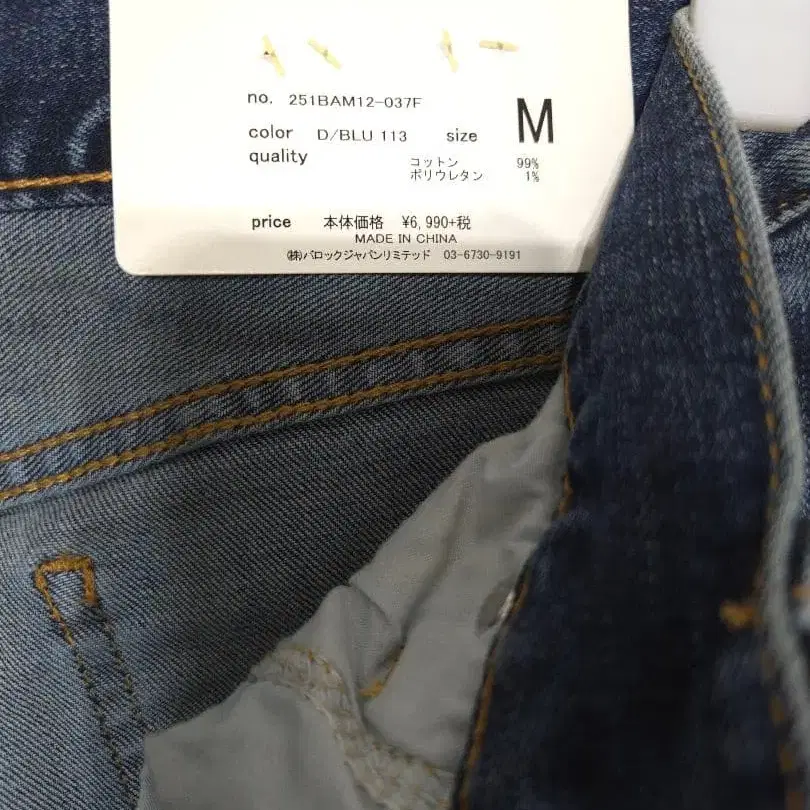 no. 251BAM12-037F
color D/BLU 113 size M
quality コットン 99%
ポリウレタン 1%
price 本体価格 ¥6,990+税
MADE IN CHINA
㈱バロックジャパンリミテッド 03-6730-9191